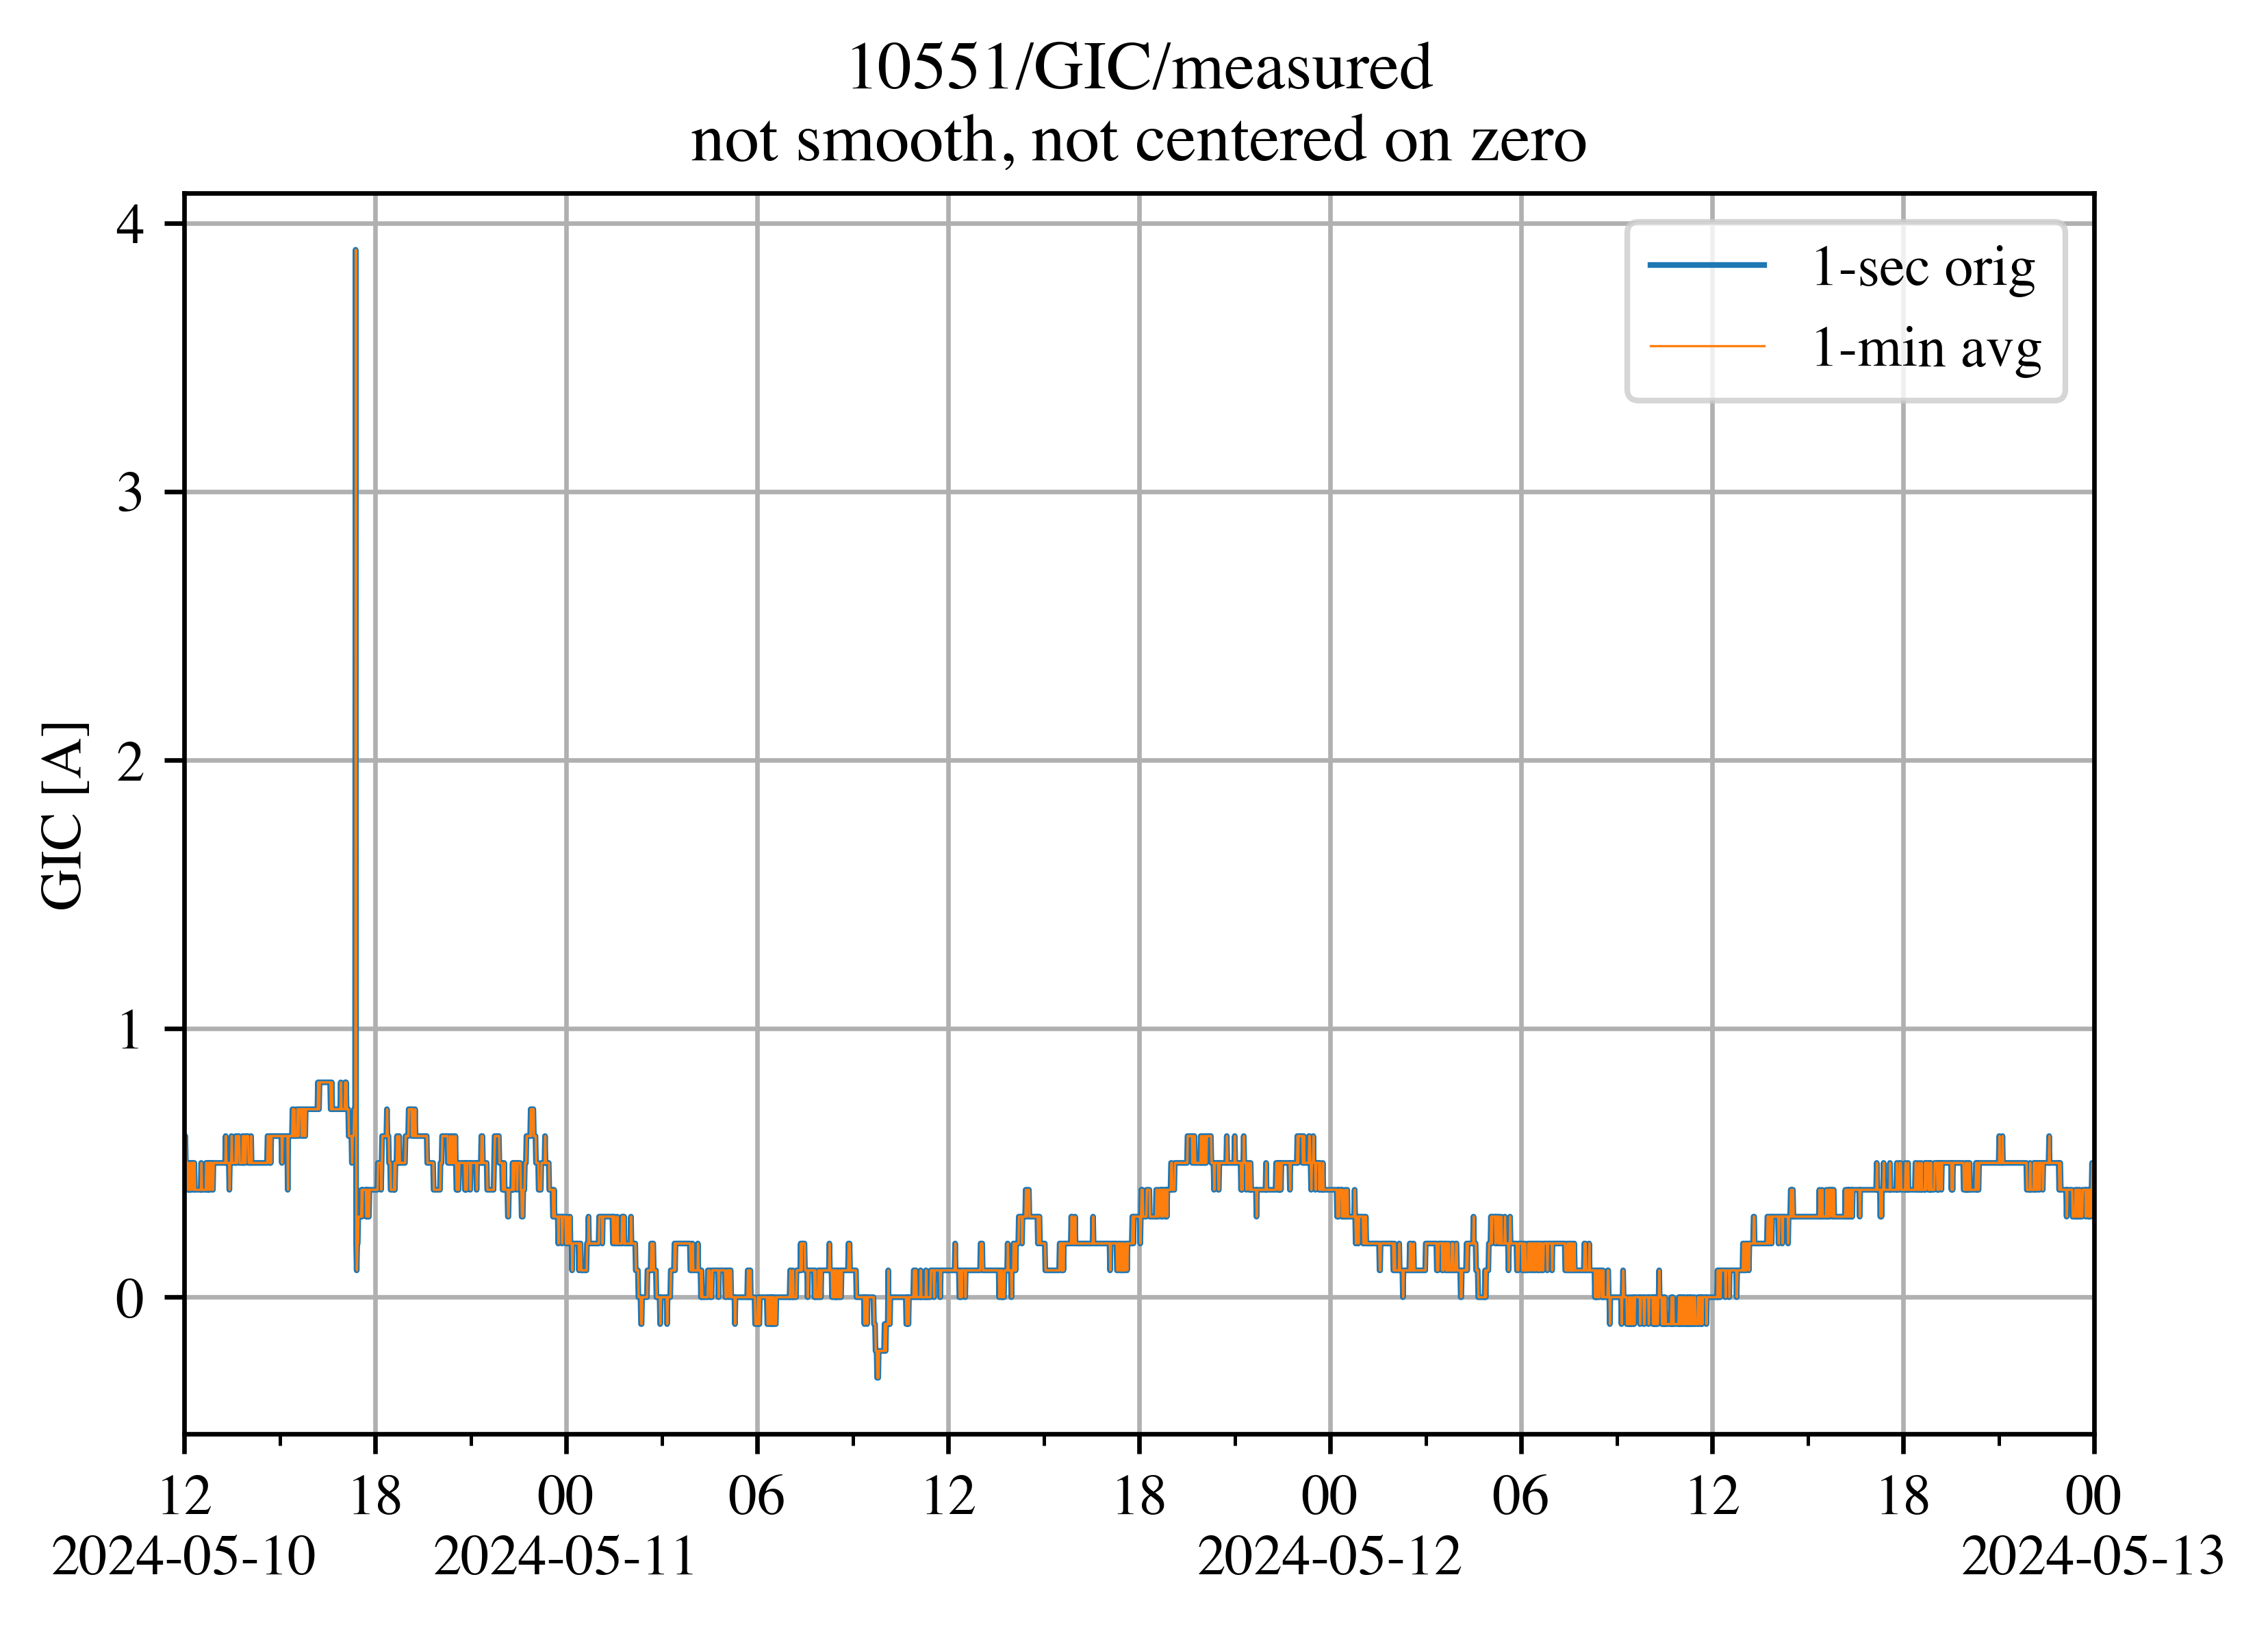 10551/GIC/measured
not smooth, not centered on zero
4
3
2
1
0
GIC [A]
1-sec orig
1-min avg
12 18 00 06 12 18 00 06 12 18 00
2024-05-10 2024-05-11 2024-05-12 2024-05-13